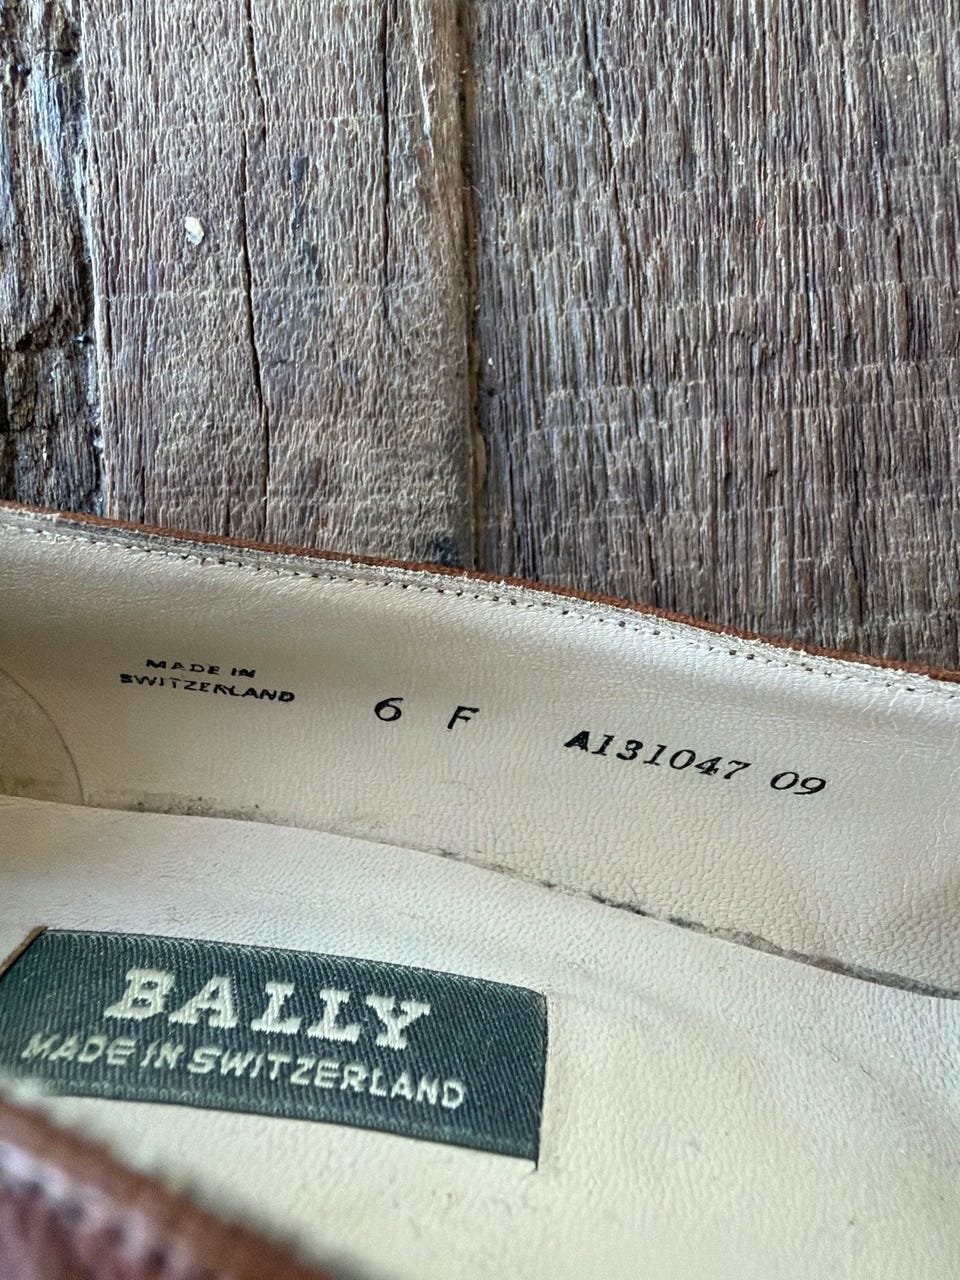 MADE IN
SWITZERLAND
6 F
A131047 09
BALLY
MADE IN SWITZERLAND